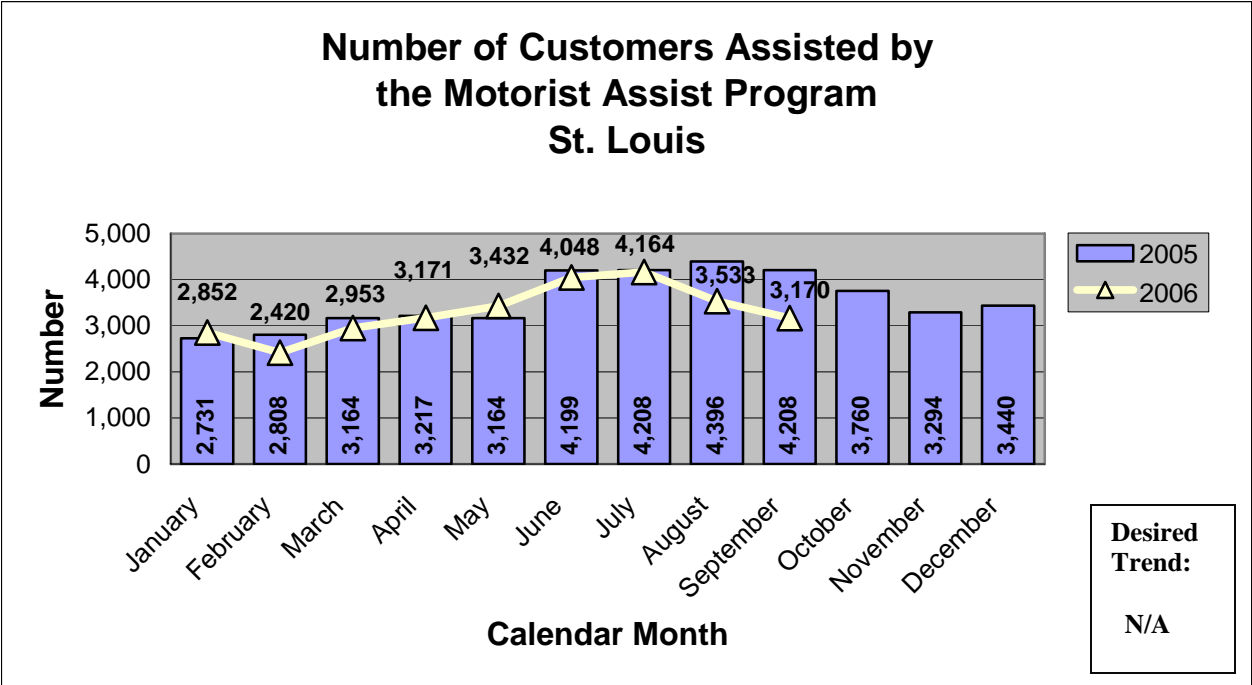 Number of Customers Assisted by
the Motorist Assist Program
St. Louis
Number
5,000
4,000
3,000
2,000
1,000
0
2,852
2,420
2,953
3,171
3,432
4,048
4,164
3,533
3,170
2,731
2,808
3,164
3,217
3,164
4,199
4,208
4,396
4,208
3,760
3,294
3,440
January
February
March
April
May
June
July
August
September
October
November
December
Calendar Month
2005
2006
Desired
Trend:
N/A